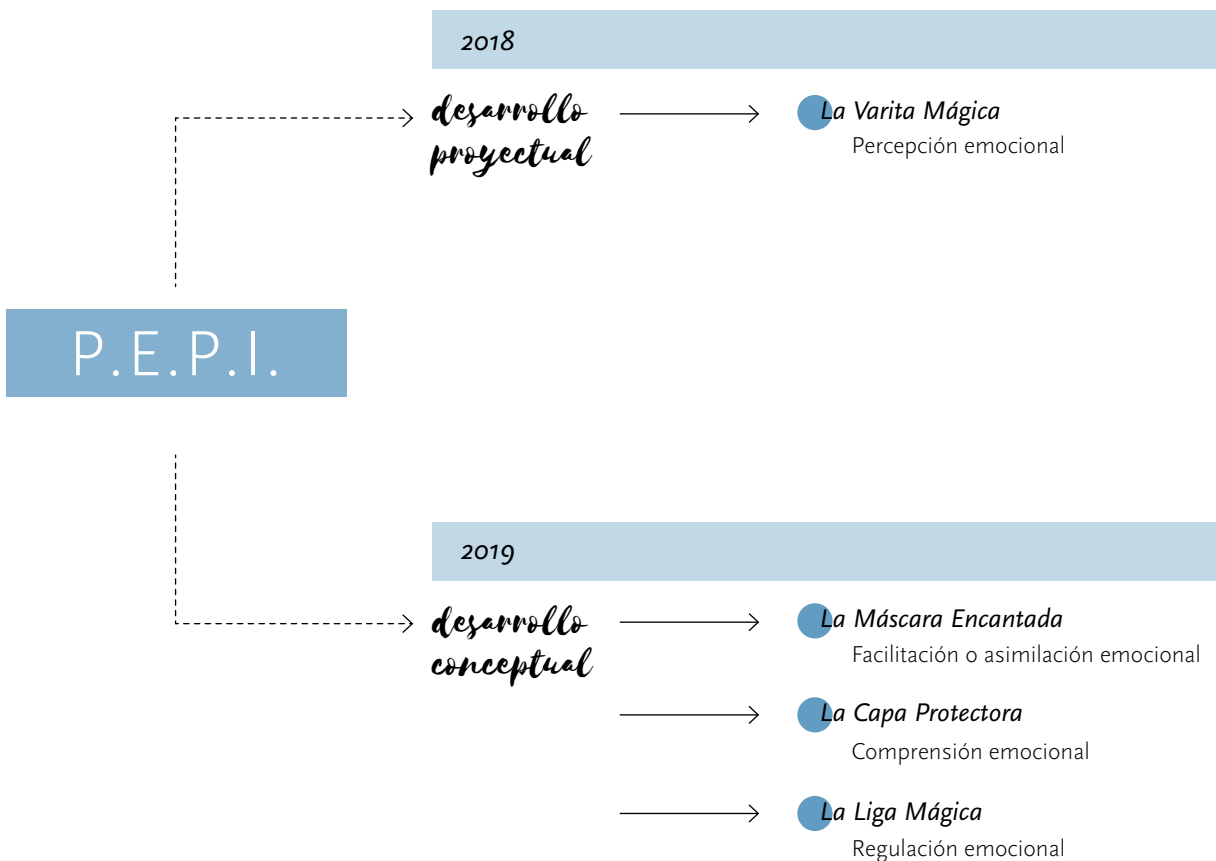 2018
desarrollo
proyectual
La Varita Mágica
Percepción emocional
P.E.P.I.
2019
desarrollo
conceptual
La Máscara Encantada
Facilitación o asimilación emocional
La Capa Protectora
Comprensión emocional
La Liga Mágica
Regulación emocional